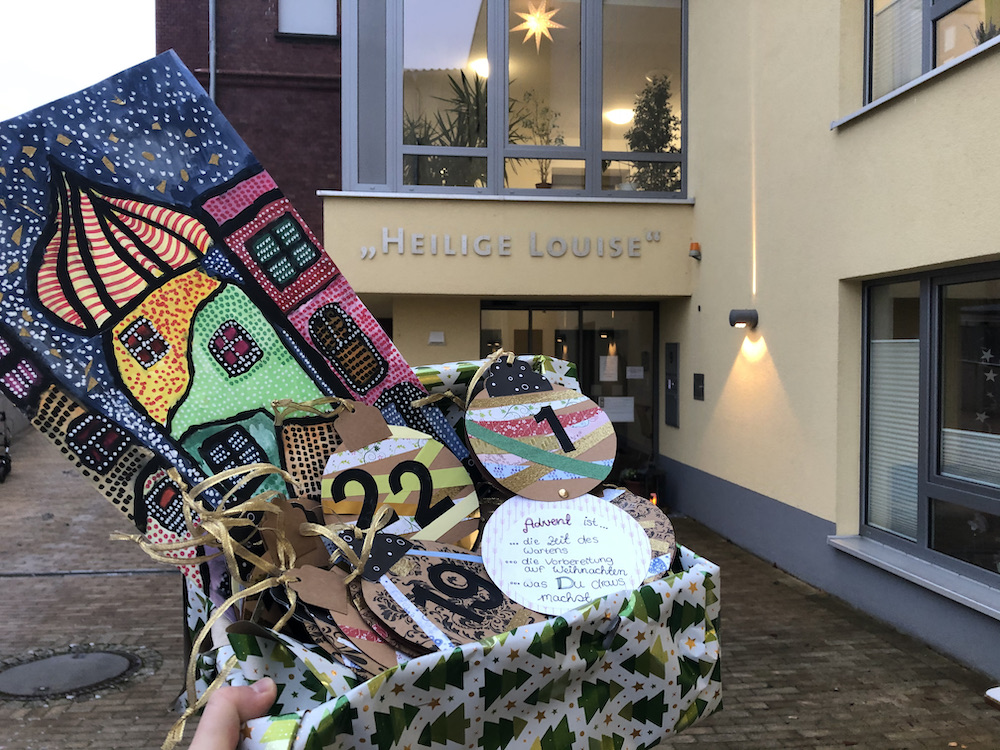 „HEILIGE LOUISE“
1
22
19
Advent ist...
... die Zeit des
Wartens
... die Vorbereitung
auf Weihnachten
... was Du draus
machst